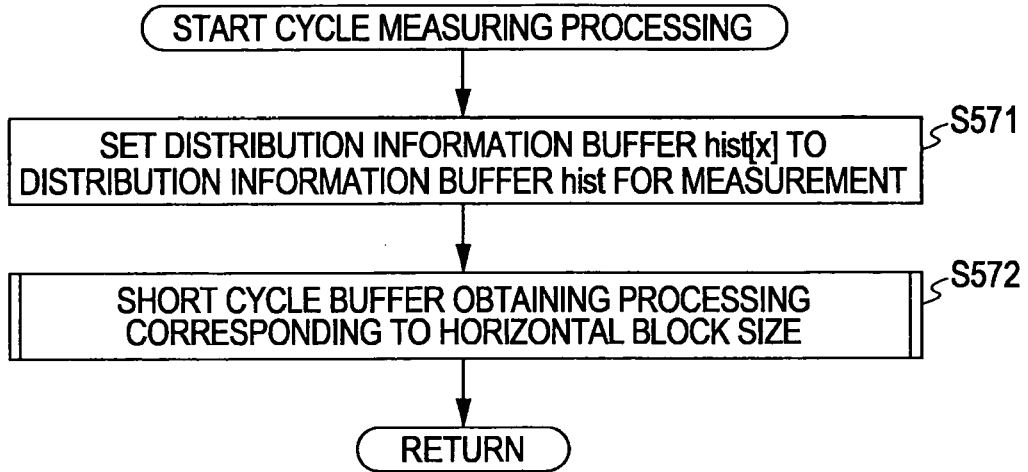 START CYCLE MEASURING PROCESSING
SET DISTRIBUTION INFORMATION BUFFER hist[x] TO
DISTRIBUTION INFORMATION BUFFER hist FOR MEASUREMENT
S571
SHORT CYCLE BUFFER OBTAINING PROCESSING
CORRESPONDING TO HORIZONTAL BLOCK SIZE
S572
RETURN